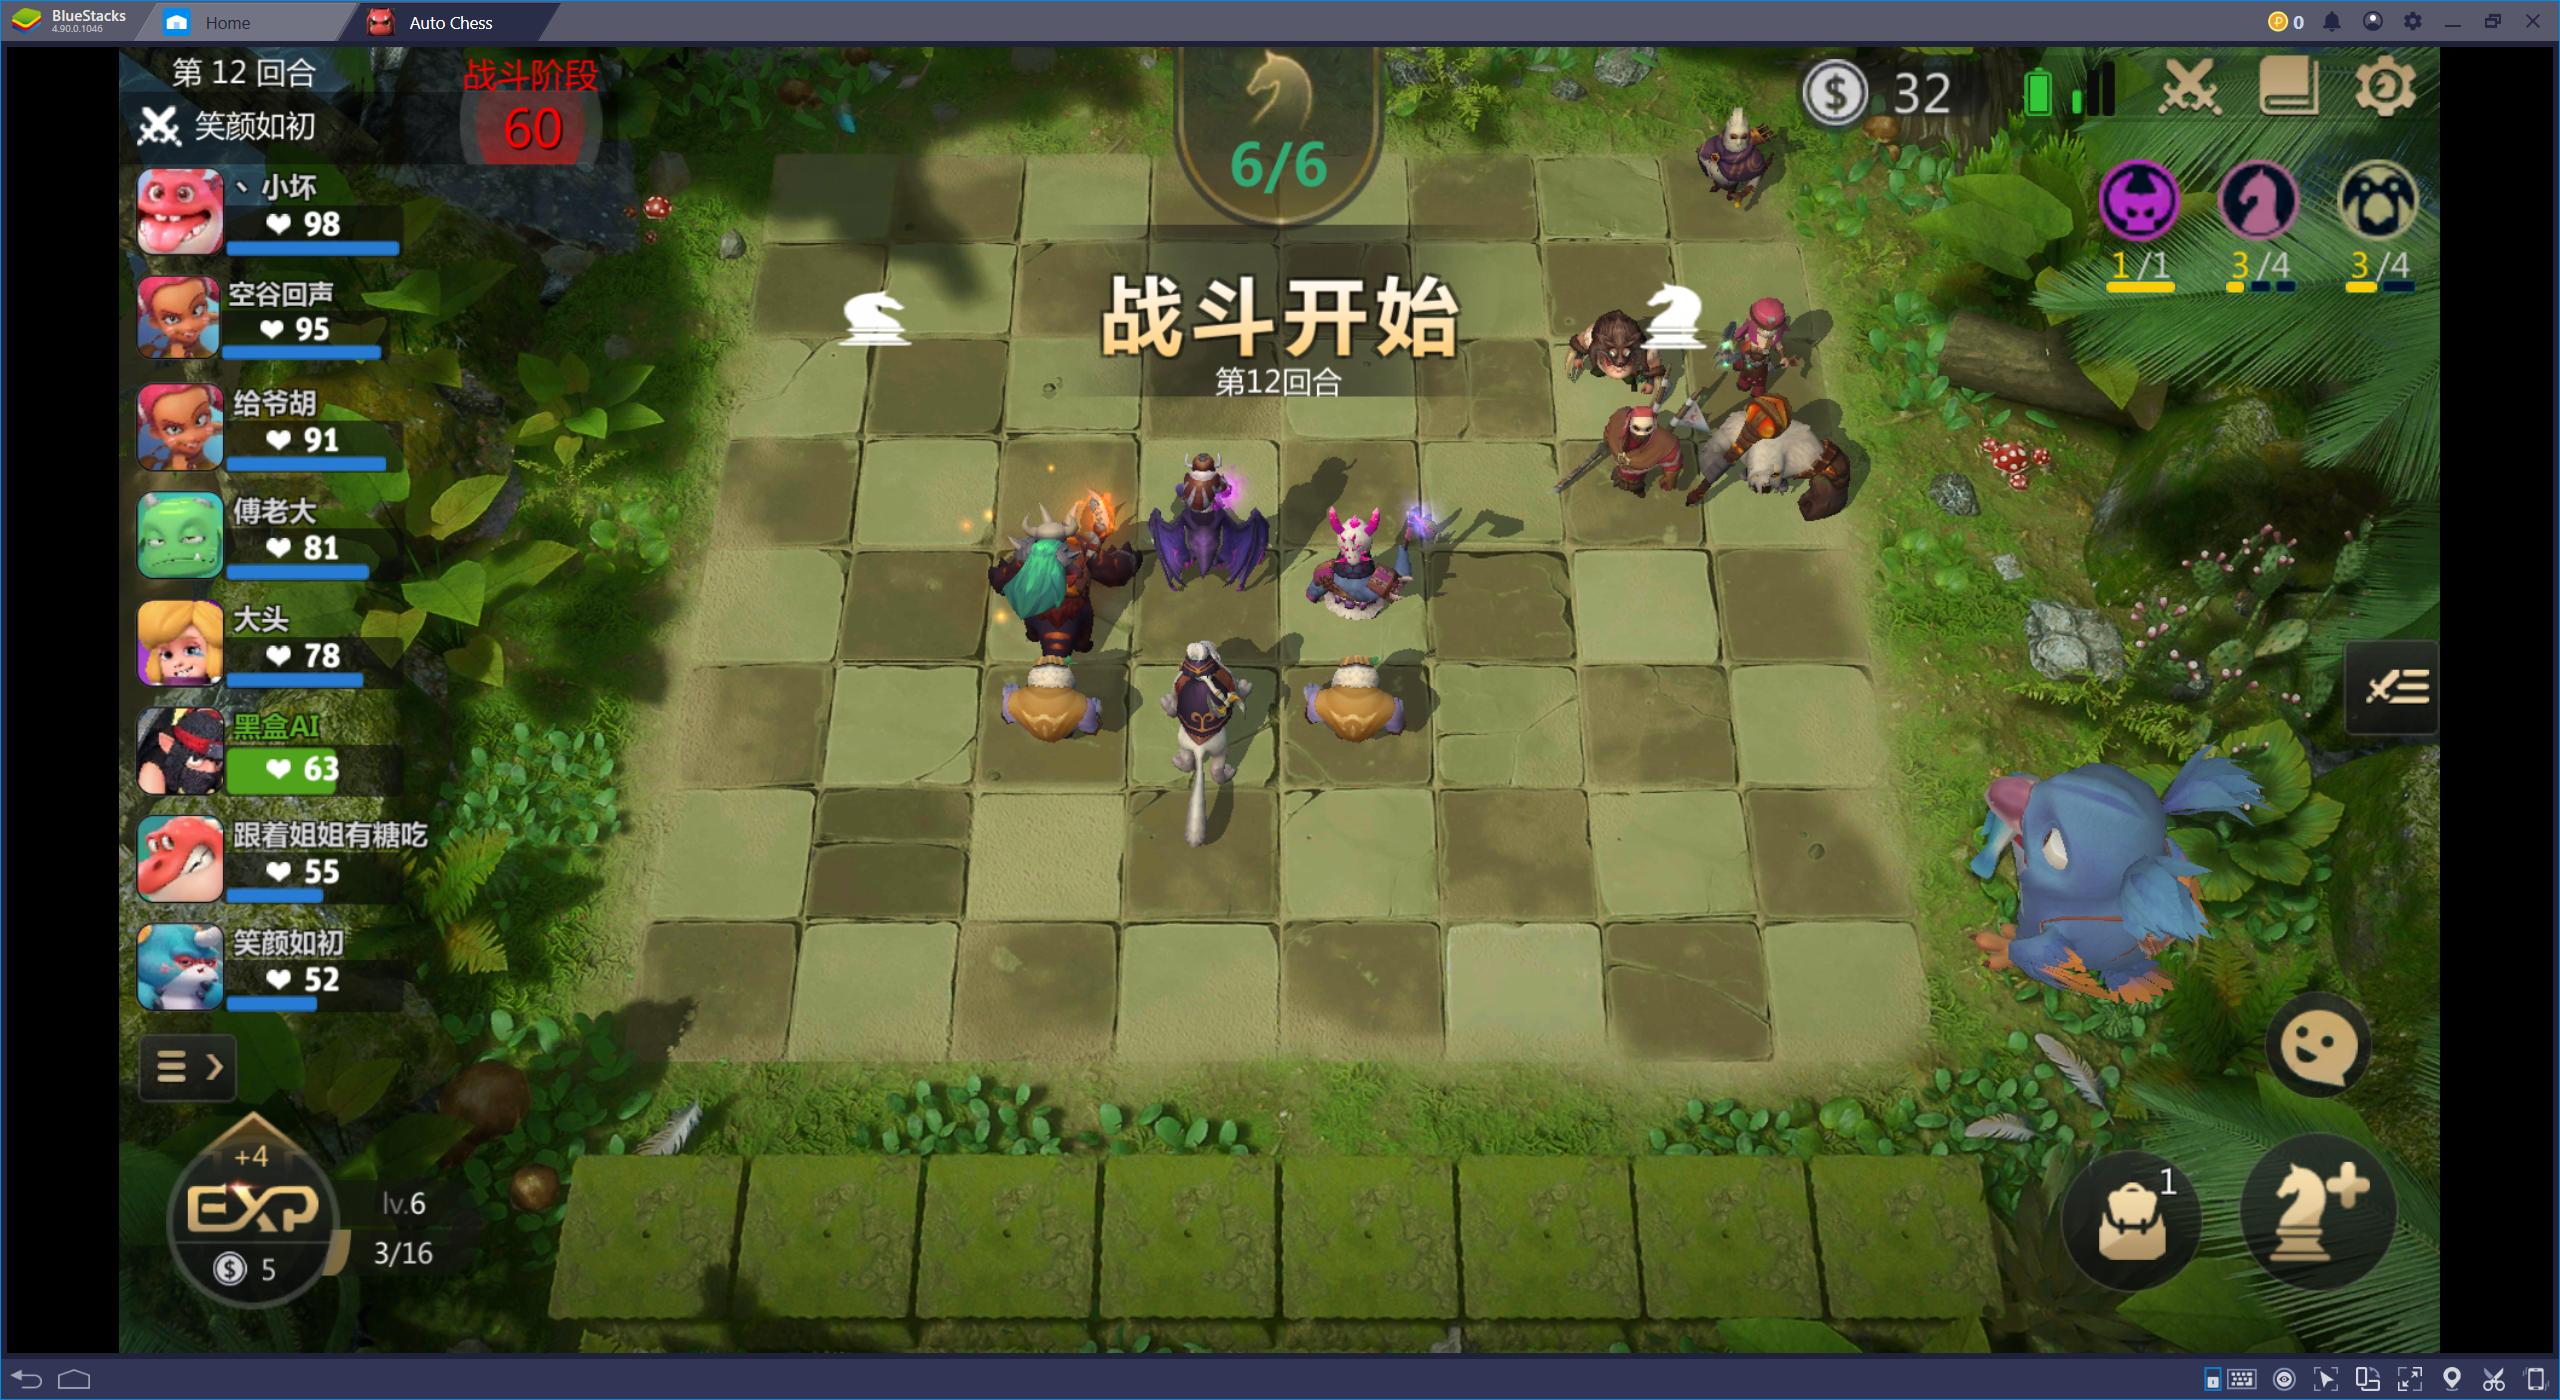 BlueStacks
4.90.0.1046
Home
Auto Chess
0
第 12 回合
战斗阶段
60
笑颜如初
6/6
32
丶小坏
98
1/1
3/4
3/4
空谷回声
95
战斗开始
第12回合
给爷胡
91
傅老大
81
大头
78
黑盒AI
63
跟着姐姐有糖吃
55
笑颜如初
52
+4
EXP
5
lv.6
3/16
1